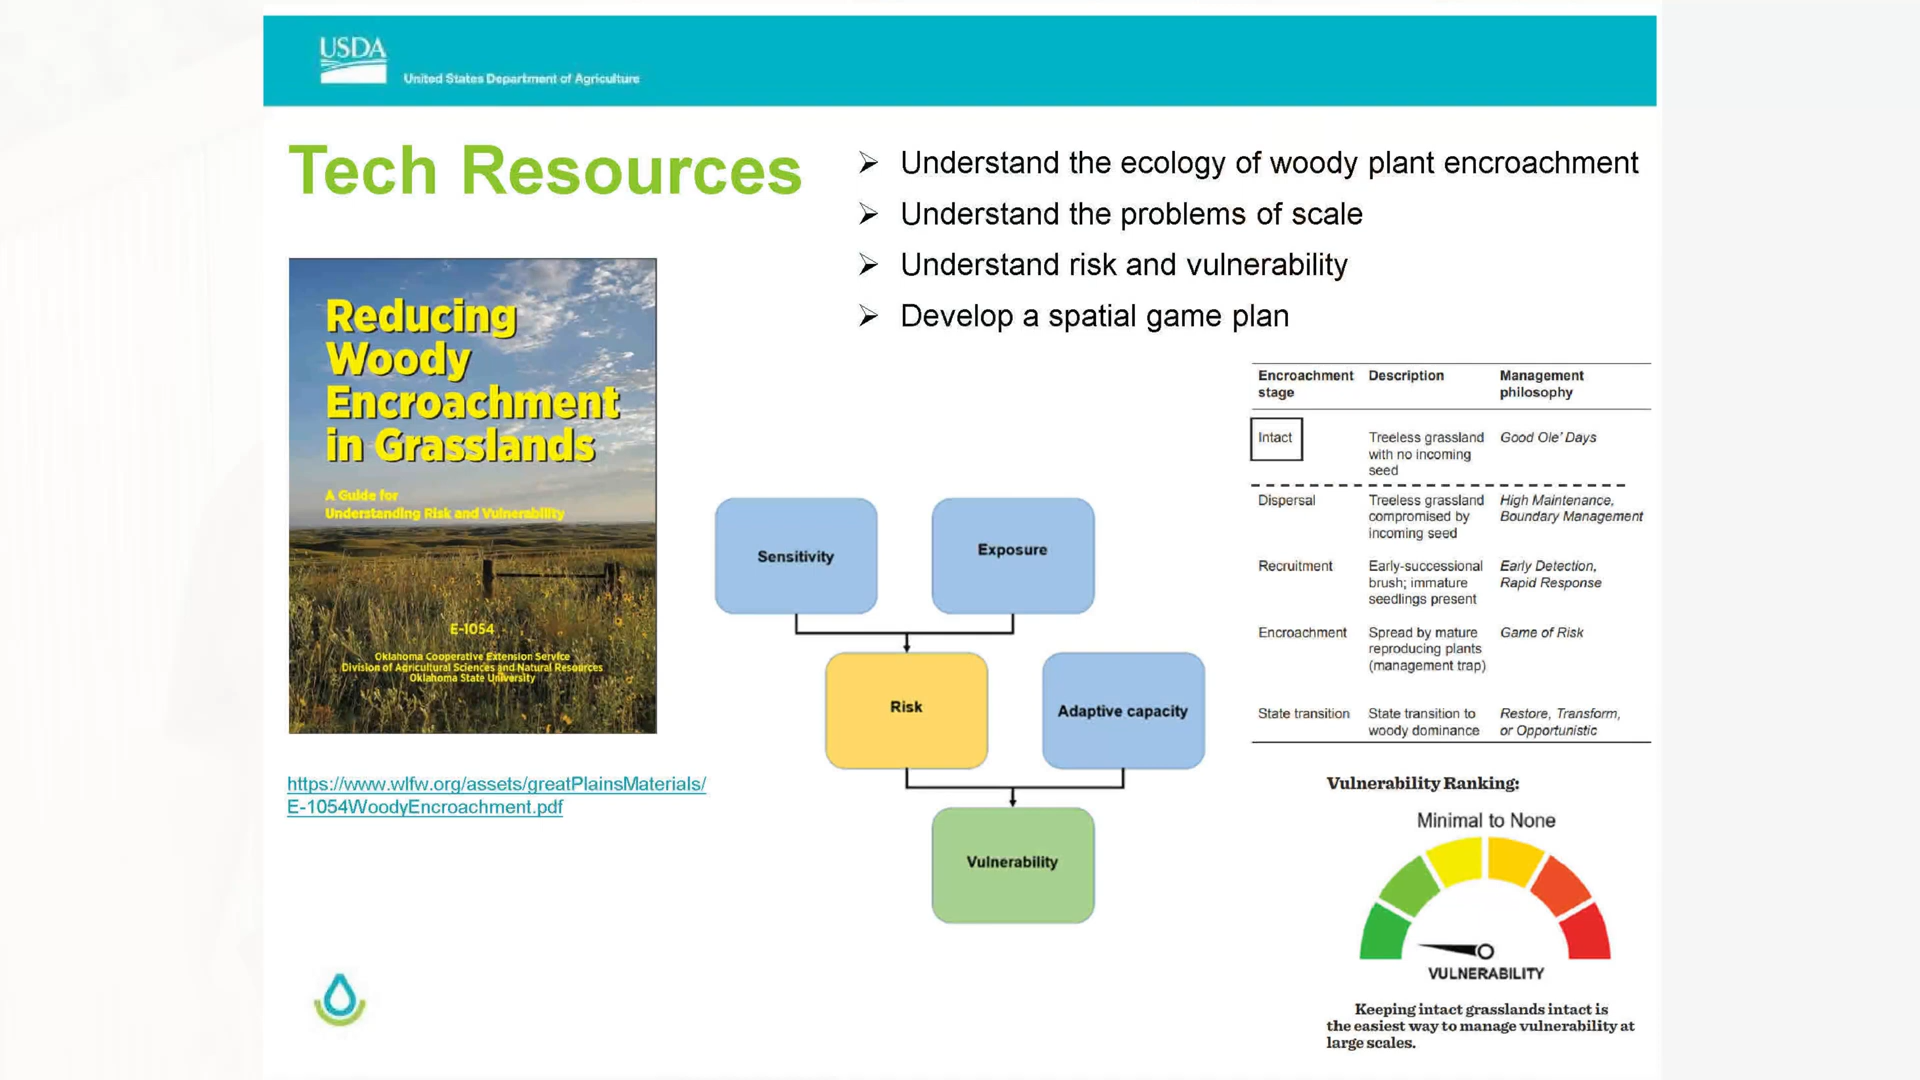 USDA
United States Department of Agriculture
Tech Resources
Understand the ecology of woody plant encroachment
Understand the problems of scale
Understand risk and vulnerability
Develop a spatial game plan
Reducing
Woody
Encroachment
in Grasslands
A Guide for
Understanding Risk and Vulnerability
E-1054
Oklahoma Cooperative Extension Service
Division of Agricultural Sciences and Natural Resources
Oklahoma State University
https://www.wlfw.org/assets/greatPlainsMaterials/
E-1054WoodyEncroachment.pdf
Sensitivity
Exposure
Risk
Adaptive capacity
Vulnerability
Encroachment Description Management
stage philosophy
Intact Treeless grassland Good Ole' Days
with no incoming
seed
Dispersal Treeless grassland High Maintenance,
compromised by Boundary Management
incoming seed
Recruitment Early-successional Early Detection,
brush; immature Rapid Response
seedlings present
Encroachment Spread by mature Game of Risk
reproducing plants
(management trap)
State transition State transition to Restore, Transform,
woody dominance or Opportunistic
Vulnerability Ranking:
Minimal to None
VULNERABILITY
Keeping intact grasslands intact is
the easiest way to manage vulnerability at
large scales.